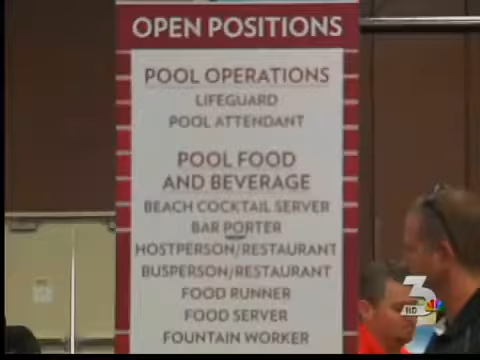 OPEN POSITIONS
POOL OPERATIONS
LIFEGUARD
POOL ATTENDANT
POOL FOOD
AND BEVERAGE
BEACH COCKTAIL SERVER
BAR PORTER
HOSTPERSON/RESTAURANT
BUSPERSON/RESTAURANT
FOOD RUNNER
FOOD SERVER
FOUNTAIN WORKER
3
HD